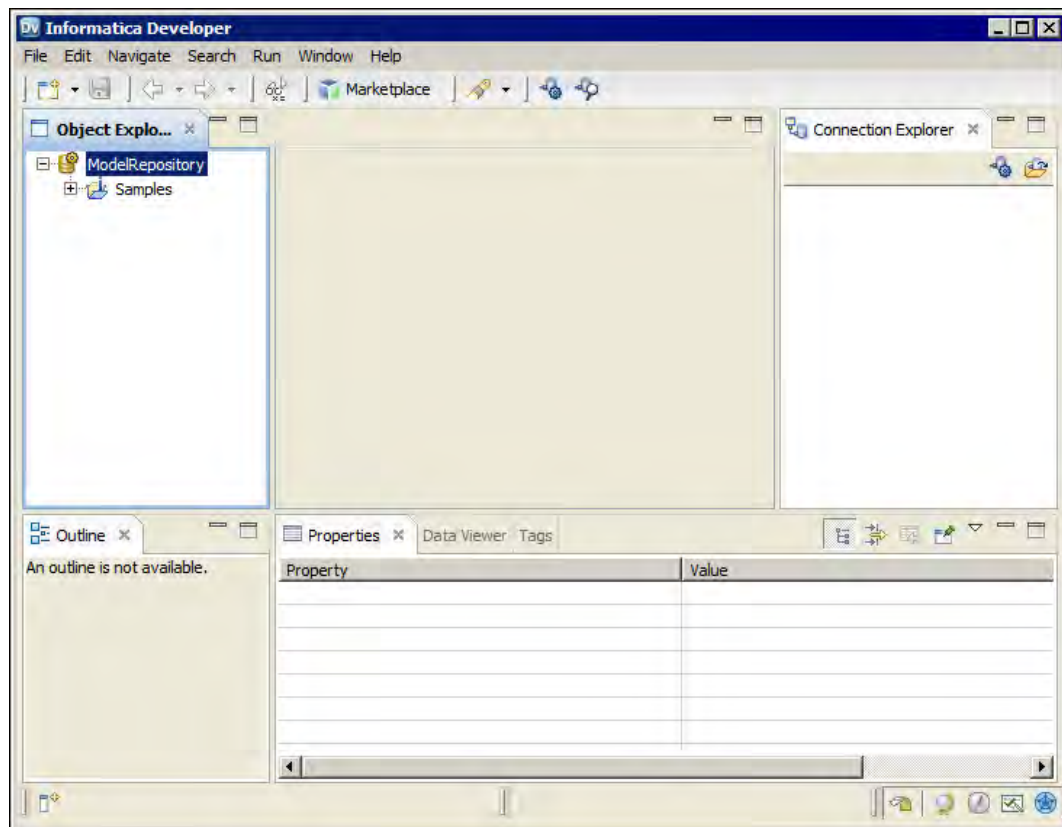 Dv Informatica Developer
File Edit Navigate Search Run Window Help
Marketplace
Object Explo...
ModelRepository
Samples
Connection Explorer
Outline
An outline is not available.
Properties Data Viewer Tags
Property Value